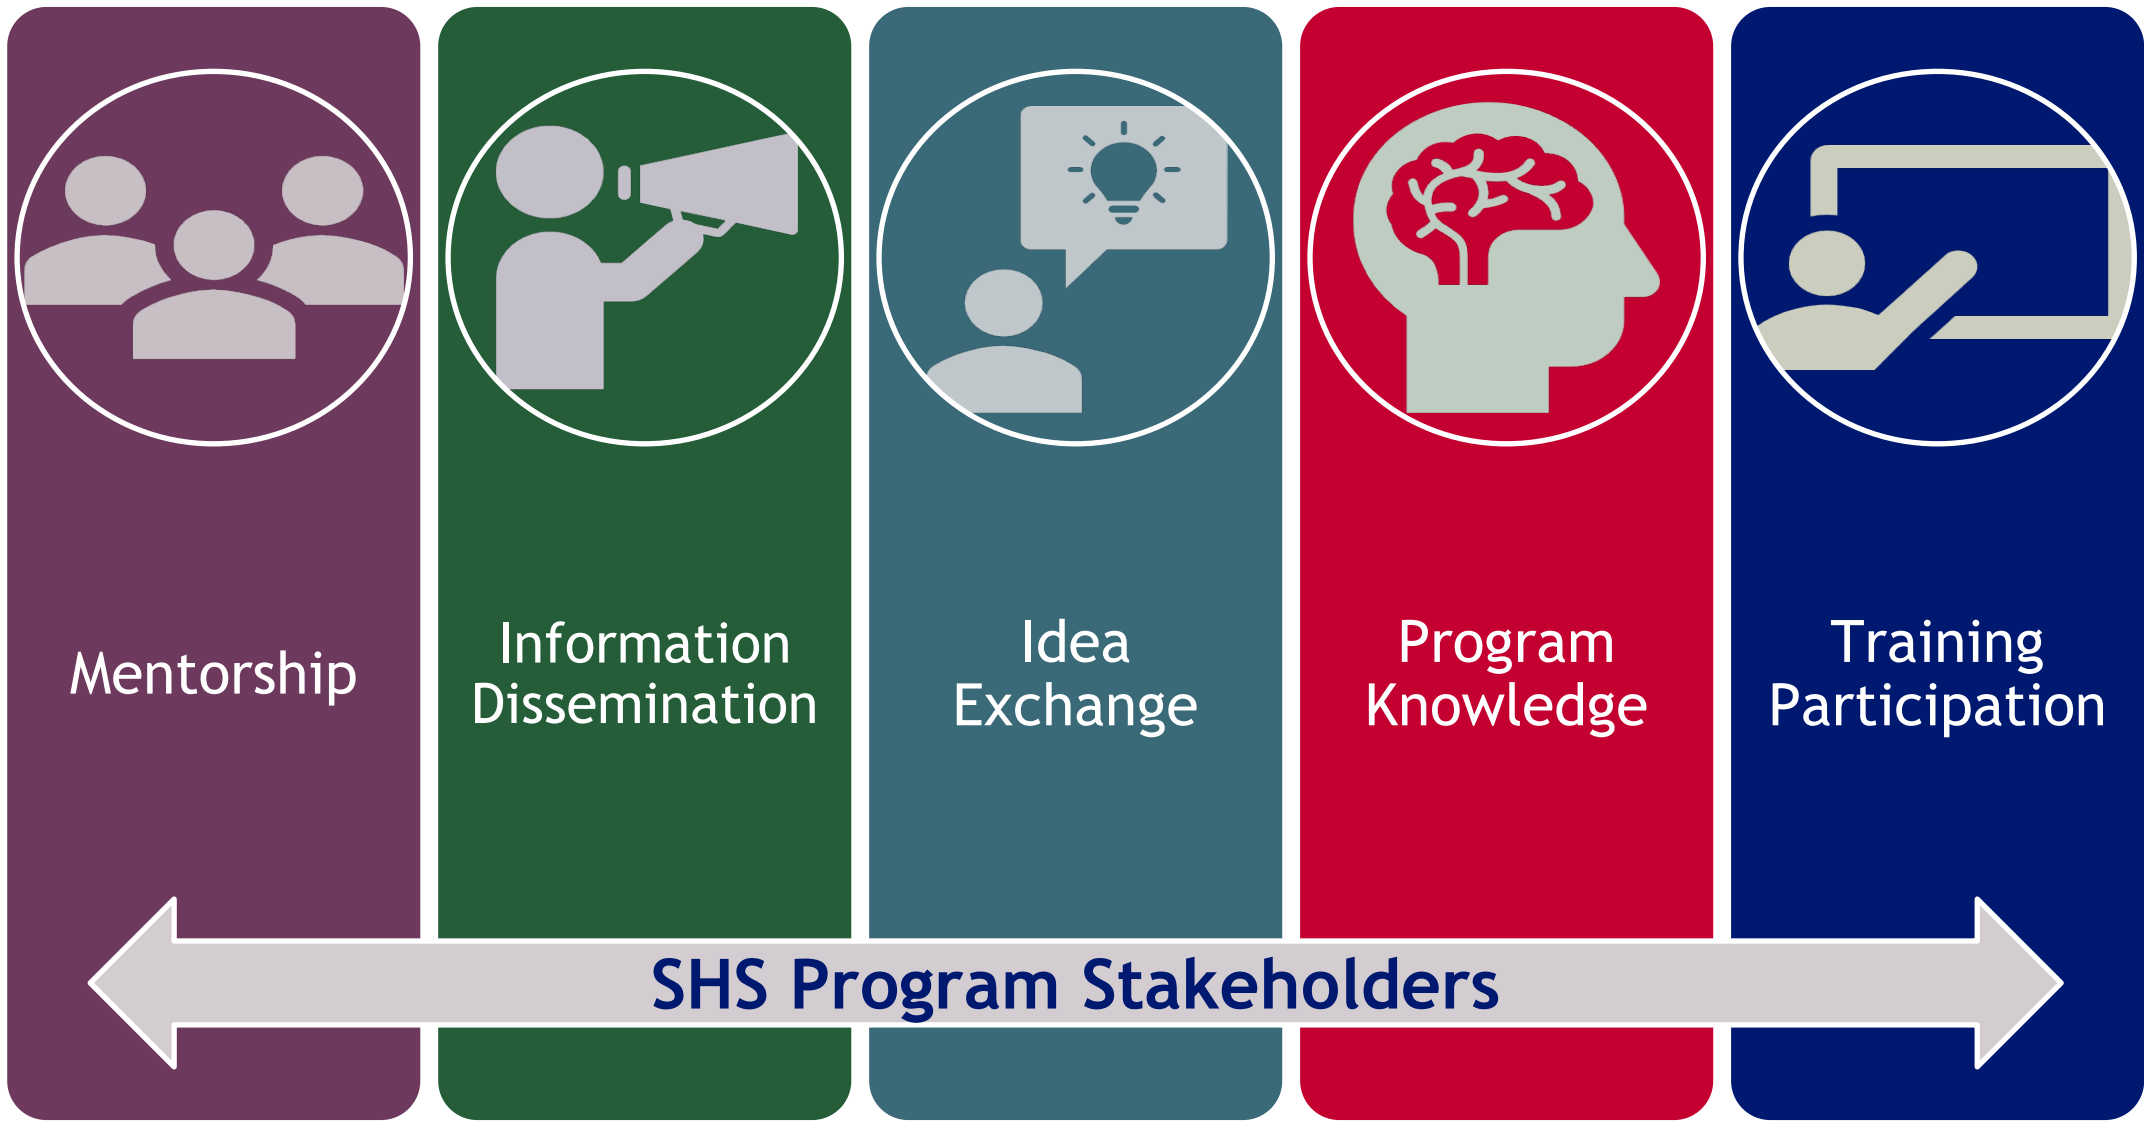 Mentorship
Information
Dissemination
Idea
Exchange
Program
Knowledge
Training
Participation
SHS Program Stakeholders